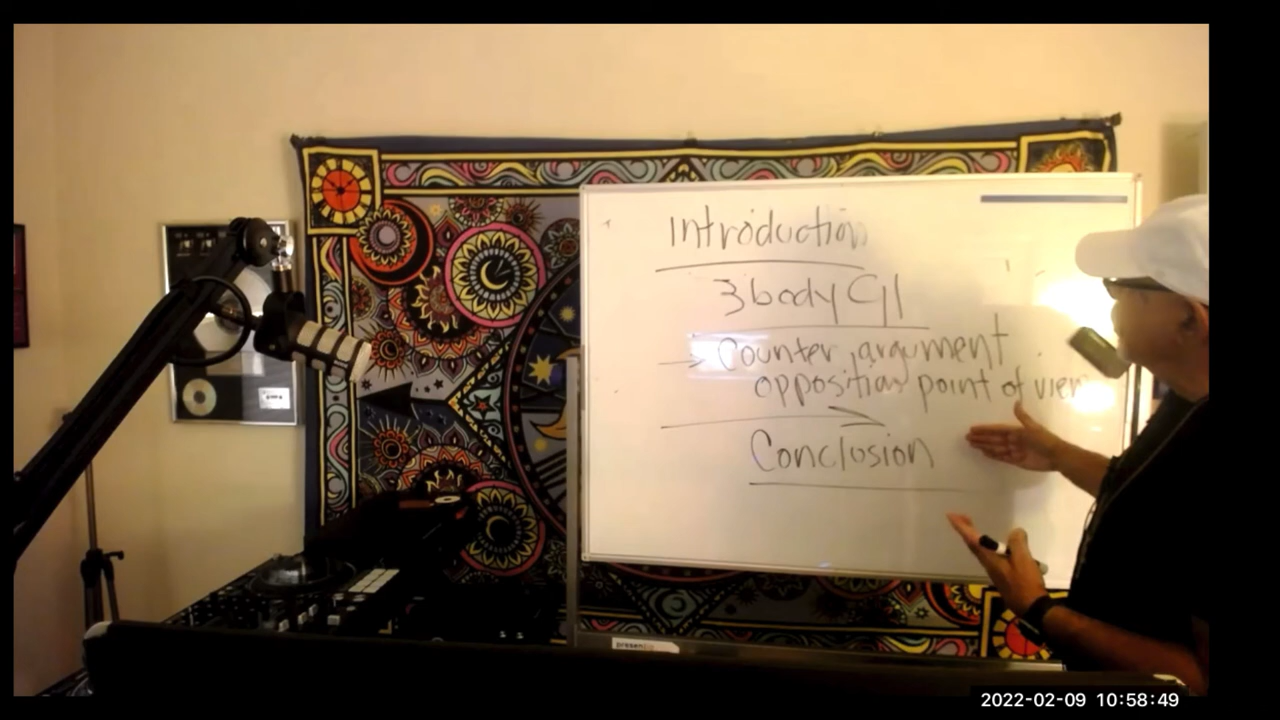 Introduction
3 body
Counter argument
opposition point of view
Conclusion
2022-02-09 10:58:49